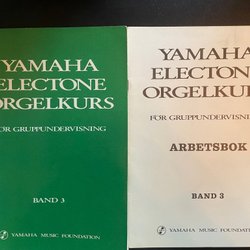 YAMAHA
ELECTONE
ORGELKURS
FÖR GRUPPUNDERVISNING
BAND 3
YAMAHA MUSIC FOUNDATION
YAMAHA
ELECTONE
ORGELKURS
FÖR GRUPPUNDERVISNING
ARBETSBOK
BAND 3
YAMAHA MUSIC FOUNDATION